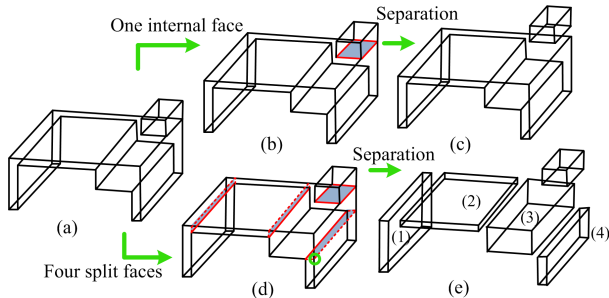 One internal face
Separation
(b)
(c)
(a)
Separation
(1)
(2)
(3)
(4)
Four split faces
(d)
(e)